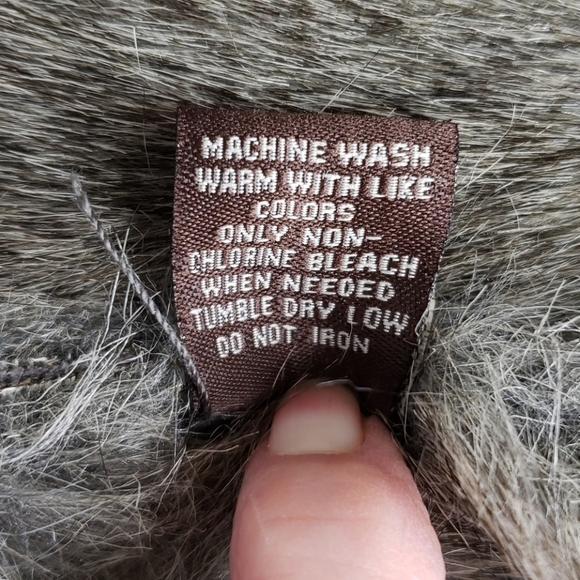 MACHINE WASH
WARM WITH LIKE
COLORS
ONLY NON-
CHLORINE BLEACH
WHEN NEEDED
TUMBLE DRY LOW
DO NOT IRON